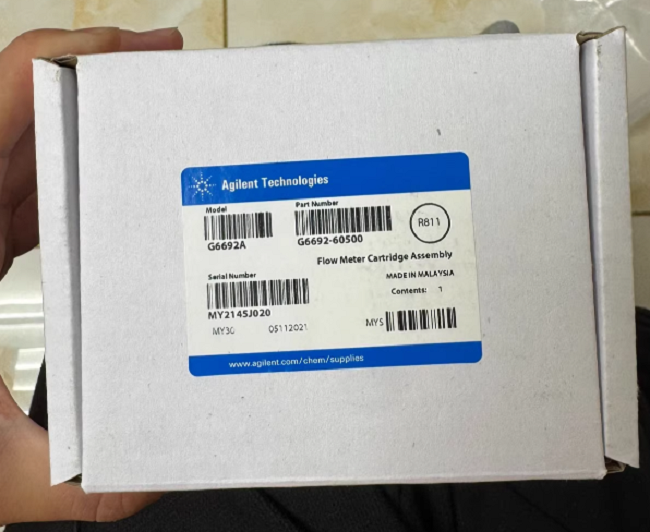 Agilent Technologies
Model
Part Number
G6692A
G6692-60500
R811
Flow Meter Cartridge Assembly
Serial Number
MADE IN MALAYSIA
Contents: 1
MY2145J020
MY30 05112021
MY5
www.agilent.com/chem/supplies